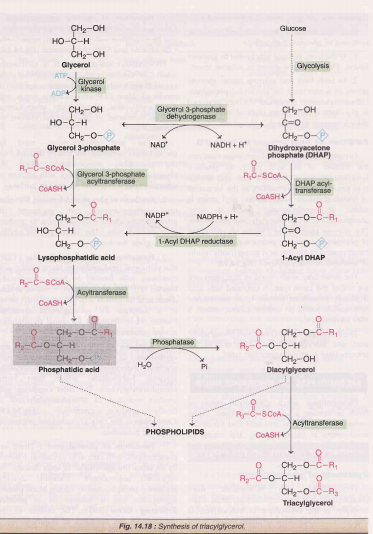 CH₂–OH
HO–C–H
CH₂–OH
Glycerol
Glucose
ATP
ADP
Glycerol
kinase
Glycolysis
CH₂–OH
HO–C–H
CH₂–O–P
Glycerol 3-phosphate
Glycerol 3-phosphate
dehydrogenase
NAD⁺
NADH + H⁺
CH₂–OH
C=O
CH₂–O–P
Dihydroxyacetone
phosphate (DHAP)
O
R₁–C–SCoA
CoASH
Glycerol 3-phosphate
acyltransferase
O
R₁–C–SCoA
CoASH
DHAP acyl-
transferase
O
CH₂–O–C–R₁
HO–C–H
CH₂–O–P
Lysophosphatidic acid
NADP⁺
NADPH + H⁺
1-Acyl DHAP reductase
O
CH₂–O–C–R₁
C=O
CH₂–O–P
1-Acyl DHAP
O
R₂–C–SCoA
CoASH
Acyltransferase
O
O CH₂–O–C–R₁
R₂–C–O–C–H
CH₂–O–
Phosphatidic acid
Phosphatase
H₂O
Pi
O
O CH₂–O–C–R₁
R₂–C–O–C–H
CH₂–OH
Diacylglycerol
PHOSPHOLIPIDS
O
R₃–C–SCoA
CoASH
Acyltransferase
O
O CH₂–O–C–R₁
R₂–C–O–C–H O
CH₂–O–C–R₃
Triacylglycerol
Fig. 14.18 : Synthesis of triacylglycerol.